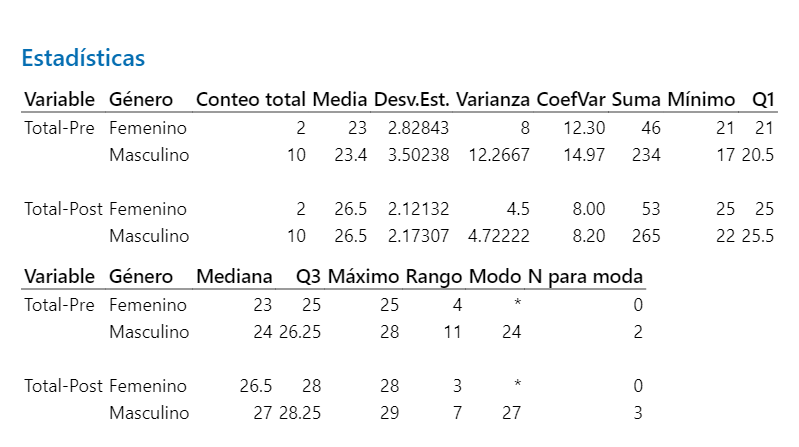 Estadísticas
Variable Género Conteo total Media Desv.Est. Varianza CoefVar Suma Mínimo Q1
Total-Pre Femenino 2 23 2.82843 8 12.30 46 21 21
Masculino 10 23.4 3.50238 12.2667 14.97 234 17 20.5
Total-Post Femenino 2 26.5 2.12132 4.5 8.00 53 25 25
Masculino 10 26.5 2.17307 4.72222 8.20 265 22 25.5
Variable Género Mediana Q3 Máximo Rango Modo N para moda
Total-Pre Femenino 23 25 25 4 * 0
Masculino 24 26.25 28 11 24 2
Total-Post Femenino 26.5 28 28 3 * 0
Masculino 27 28.25 29 7 27 3